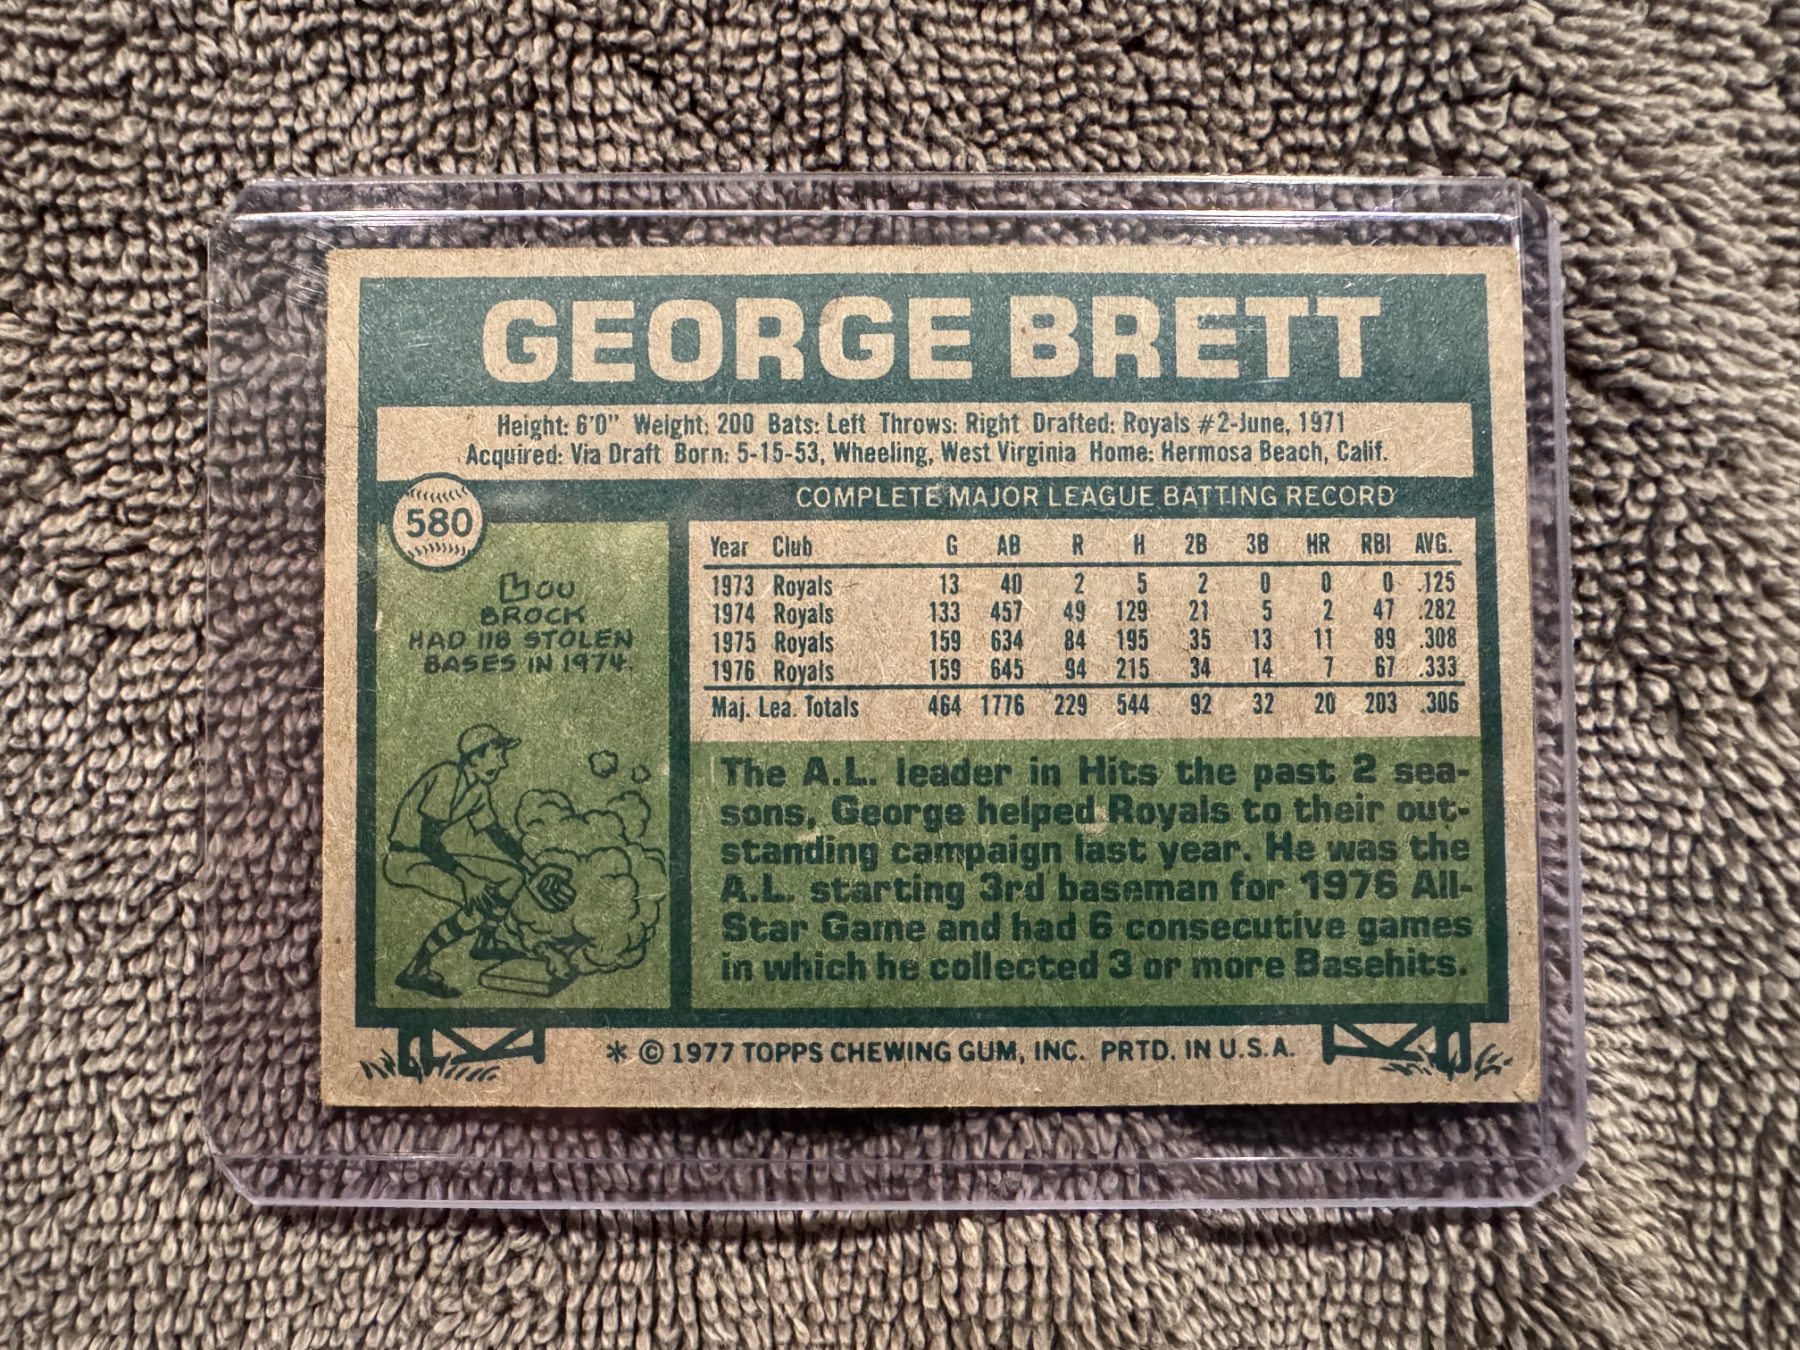 GEORGE BRETT
Height: 6'0" Weight: 200 Bats: Left Throws: Right Drafted: Royals #2-June, 1971
Acquired: Via Draft Born: 5-15-53, Wheeling, West Virginia Home: Hermosa Beach, Calif.
580
COMPLETE MAJOR LEAGUE BATTING RECORD
LOU
BROCK
HAD 118 STOLEN
BASES IN 1974.
Year Club G AB R H 2B 3B HR RBI AVG.
1973 Royals 13 40 2 5 2 0 0 0 .125
1974 Royals 133 457 49 129 21 5 2 47 .282
1975 Royals 159 634 84 195 35 13 11 89 .308
1976 Royals 159 645 94 215 34 14 7 67 .333
Maj. Lea. Totals 464 1776 229 544 92 32 20 203 .306
The A.L. leader in Hits the past 2 sea-
sons, George helped Royals to their out-
standing campaign last year. He was the
A.L. starting 3rd baseman for 1976 All-
Star Game and had 6 consecutive games
in which he collected 3 or more Basehits.
* © 1977 TOPPS CHEWING GUM, INC. PRTD. IN U.S.A.